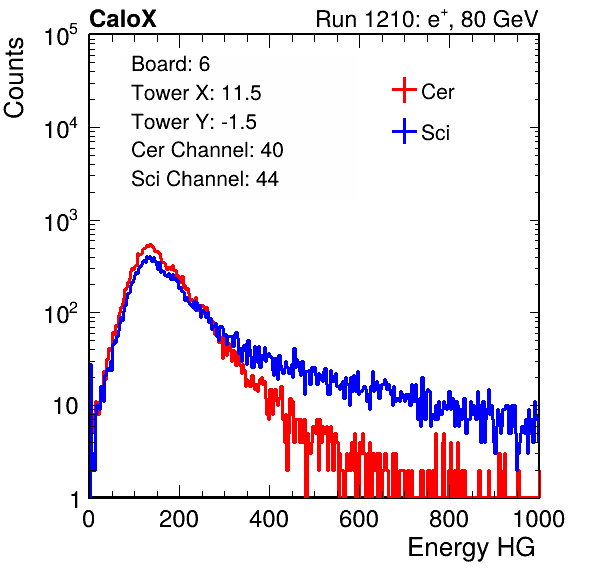 CaloX Run 1210: e⁺, 80 GeV
Counts
10⁵
10⁴
10³
10²
10
1
Board: 6
Tower X: 11.5
Tower Y: -1.5
Cer Channel: 40
Sci Channel: 44
Cer
Sci
0 200 400 600 800 1000
Energy HG